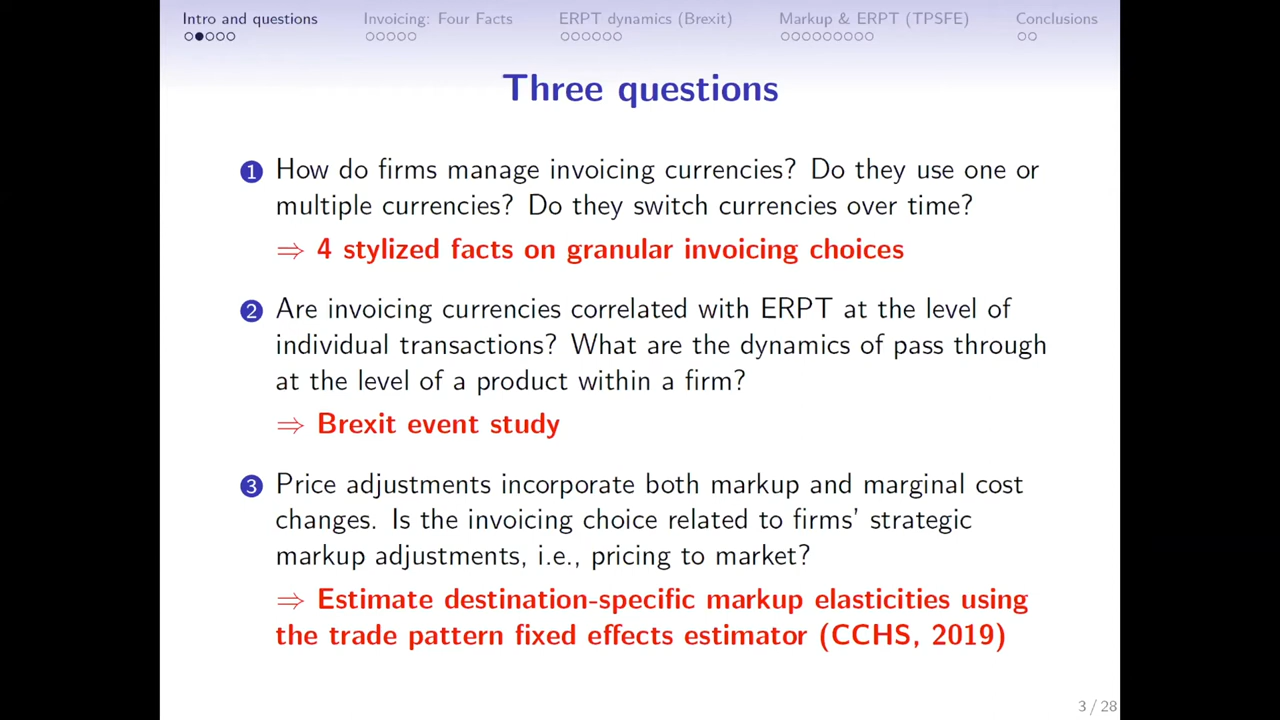 Intro and questions Invoicing: Four Facts ERPT dynamics (Brexit) Markup & ERPT (TPSFE) Conclusions
Three questions
1 How do firms manage invoicing currencies? Do they use one or
multiple currencies? Do they switch currencies over time?
⇒ 4 stylized facts on granular invoicing choices
2 Are invoicing currencies correlated with ERPT at the level of
individual transactions? What are the dynamics of pass through
at the level of a product within a firm?
⇒ Brexit event study
3 Price adjustments incorporate both markup and marginal cost
changes. Is the invoicing choice related to firms' strategic
markup adjustments, i.e., pricing to market?
⇒ Estimate destination-specific markup elasticities using
the trade pattern fixed effects estimator (CCHS, 2019)
3 / 28